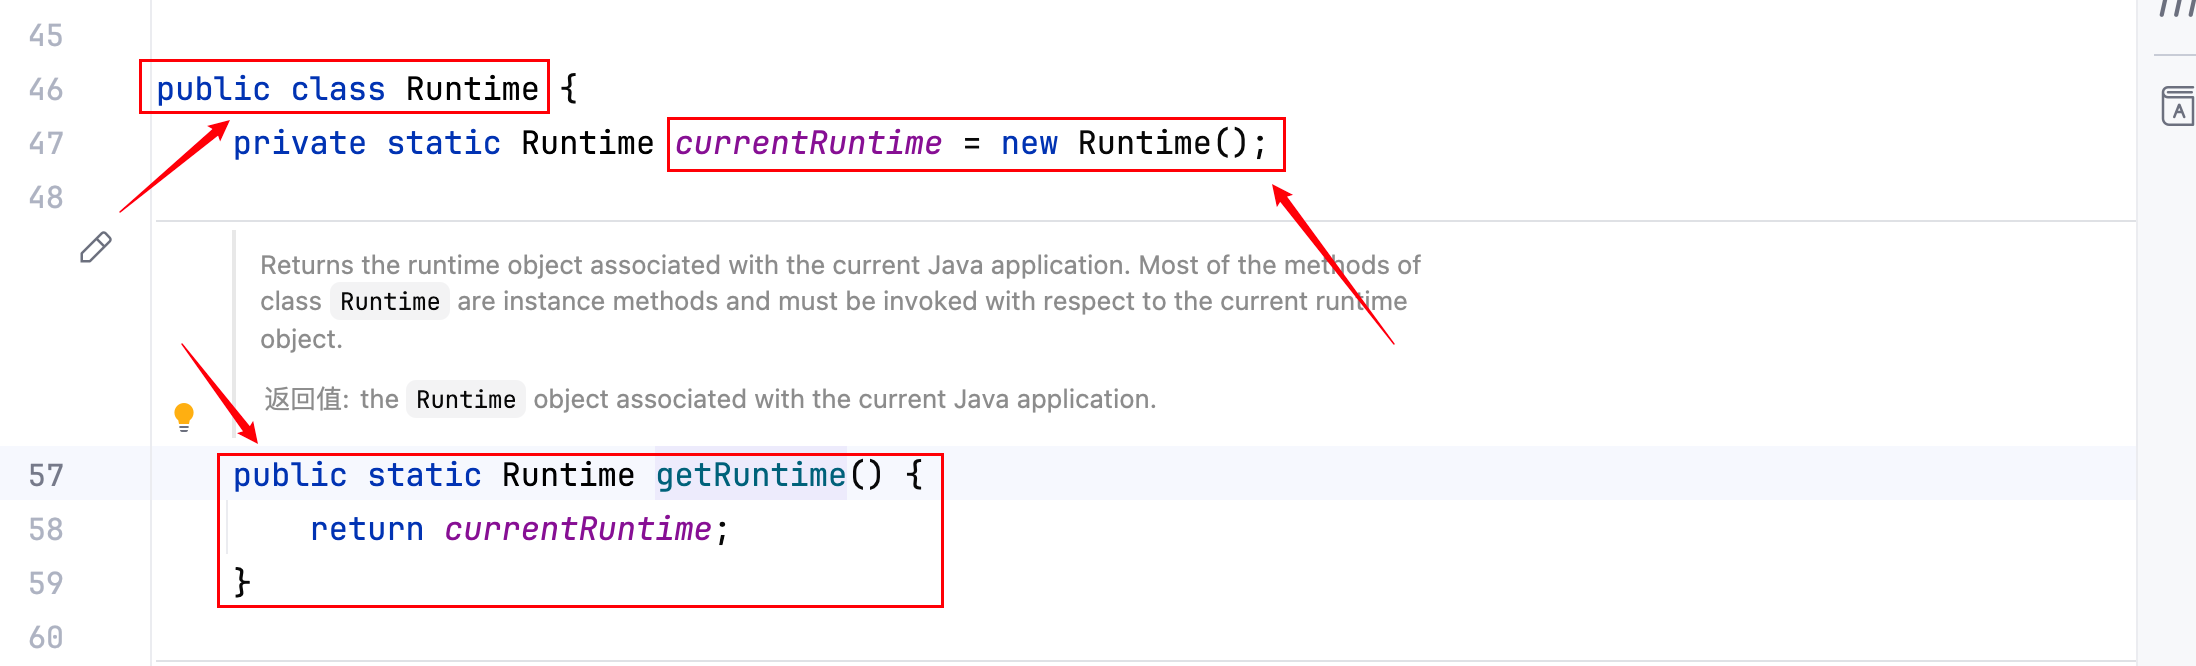 45
46 public class Runtime {
47 private static Runtime currentRuntime = new Runtime();
48
Returns the runtime object associated with the current Java application. Most of the methods of
class Runtime are instance methods and must be invoked with respect to the current runtime
object.
返回值: the Runtime object associated with the current Java application.
57 public static Runtime getRuntime() {
58 return currentRuntime;
59 }
60
A